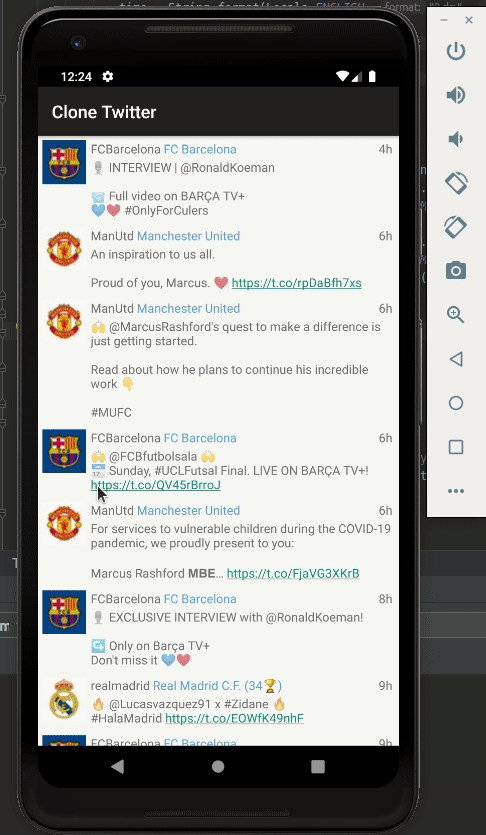 time = String.format(Locale.ENGLISH
format:
12:24
Clone Twitter
FCBarcelona FC Barcelona 4h
🎙 INTERVIEW | @RonaldKoeman
📺 Full video on BARÇA TV+
💙❤️ #OnlyForCulers
ManUtd Manchester United 6h
An inspiration to us all.
Proud of you, Marcus. ❤️ https://t.co/rpDaBfh7xs
ManUtd Manchester United 6h
🙌 @MarcusRashford's quest to make a difference is
just getting started.
Read about how he plans to continue his incredible
work 👇
#MUFC
FCBarcelona FC Barcelona 6h
🙌 @FCBfutbolsala 🙌
📅 Sunday, #UCLFutsal Final. LIVE ON BARÇA TV+!
https://t.co/QV45rBrroJ
ManUtd Manchester United 6h
For services to vulnerable children during the COVID-19
pandemic, we proudly present to you:
Marcus Rashford MBE… https://t.co/FjaVG3XKrB
FCBarcelona FC Barcelona 8h
🎙 EXCLUSIVE INTERVIEW with @RonaldKoeman!
↪️ Only on Barça TV+
Don't miss it 💙❤️
realmadrid Real Madrid C.F. (34🏆) 9h
🔥 @Lucasvazquez91 x #Zidane 🔥
#HalaMadrid https://t.co/EOWfK49nhF
FCBarcelona FC Barcelona 9h